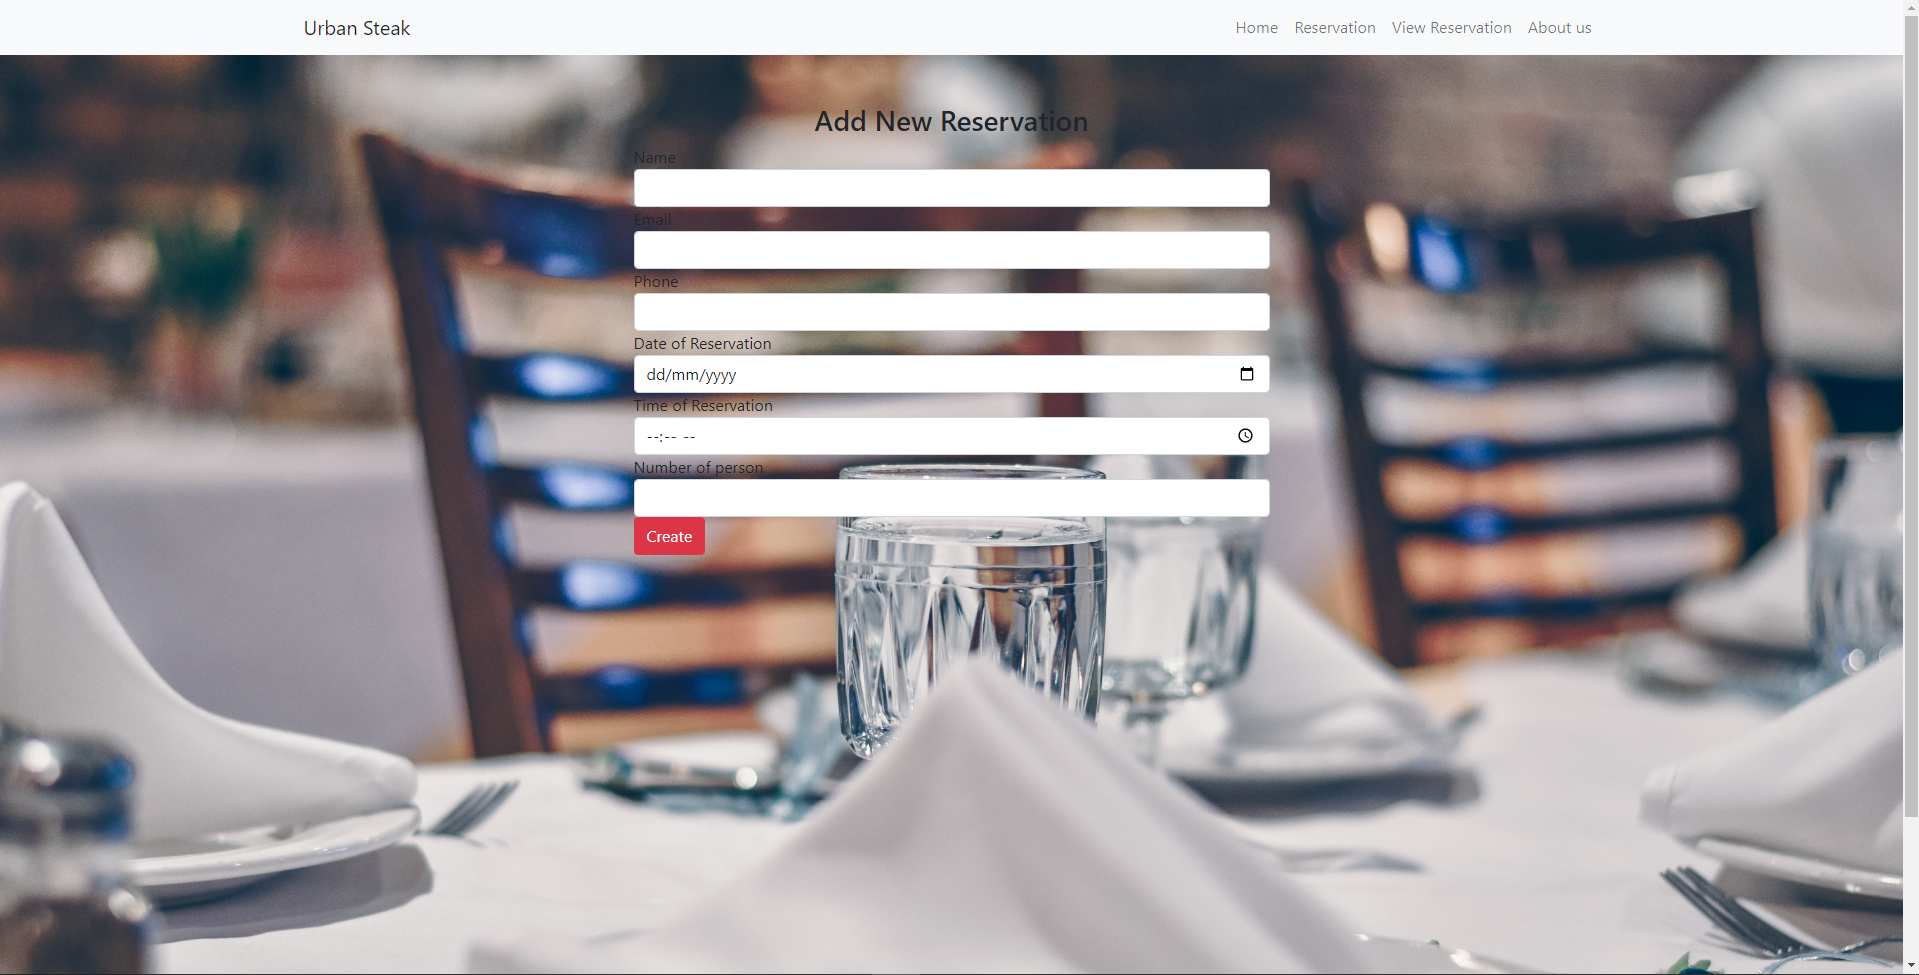 Urban Steak
Home Reservation View Reservation About us
Add New Reservation
Name
Email
Phone
Date of Reservation
dd/mm/yyyy
Time of Reservation
--:-- --
Number of person
Create